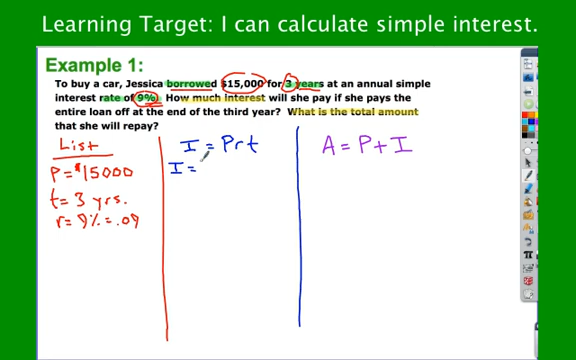 Learning Target: I can calculate simple interest.
Example 1:
To buy a car, Jessica borrowed $15,000 for 3 years at an annual simple
interest rate of 9%. How much interest will she pay if she pays the
entire loan off at the end of the third year? What is the total amount
that she will repay?
List
P = $15000
t = 3 yrs.
r = 9% = .09
I = Prt
I =
A = P + I